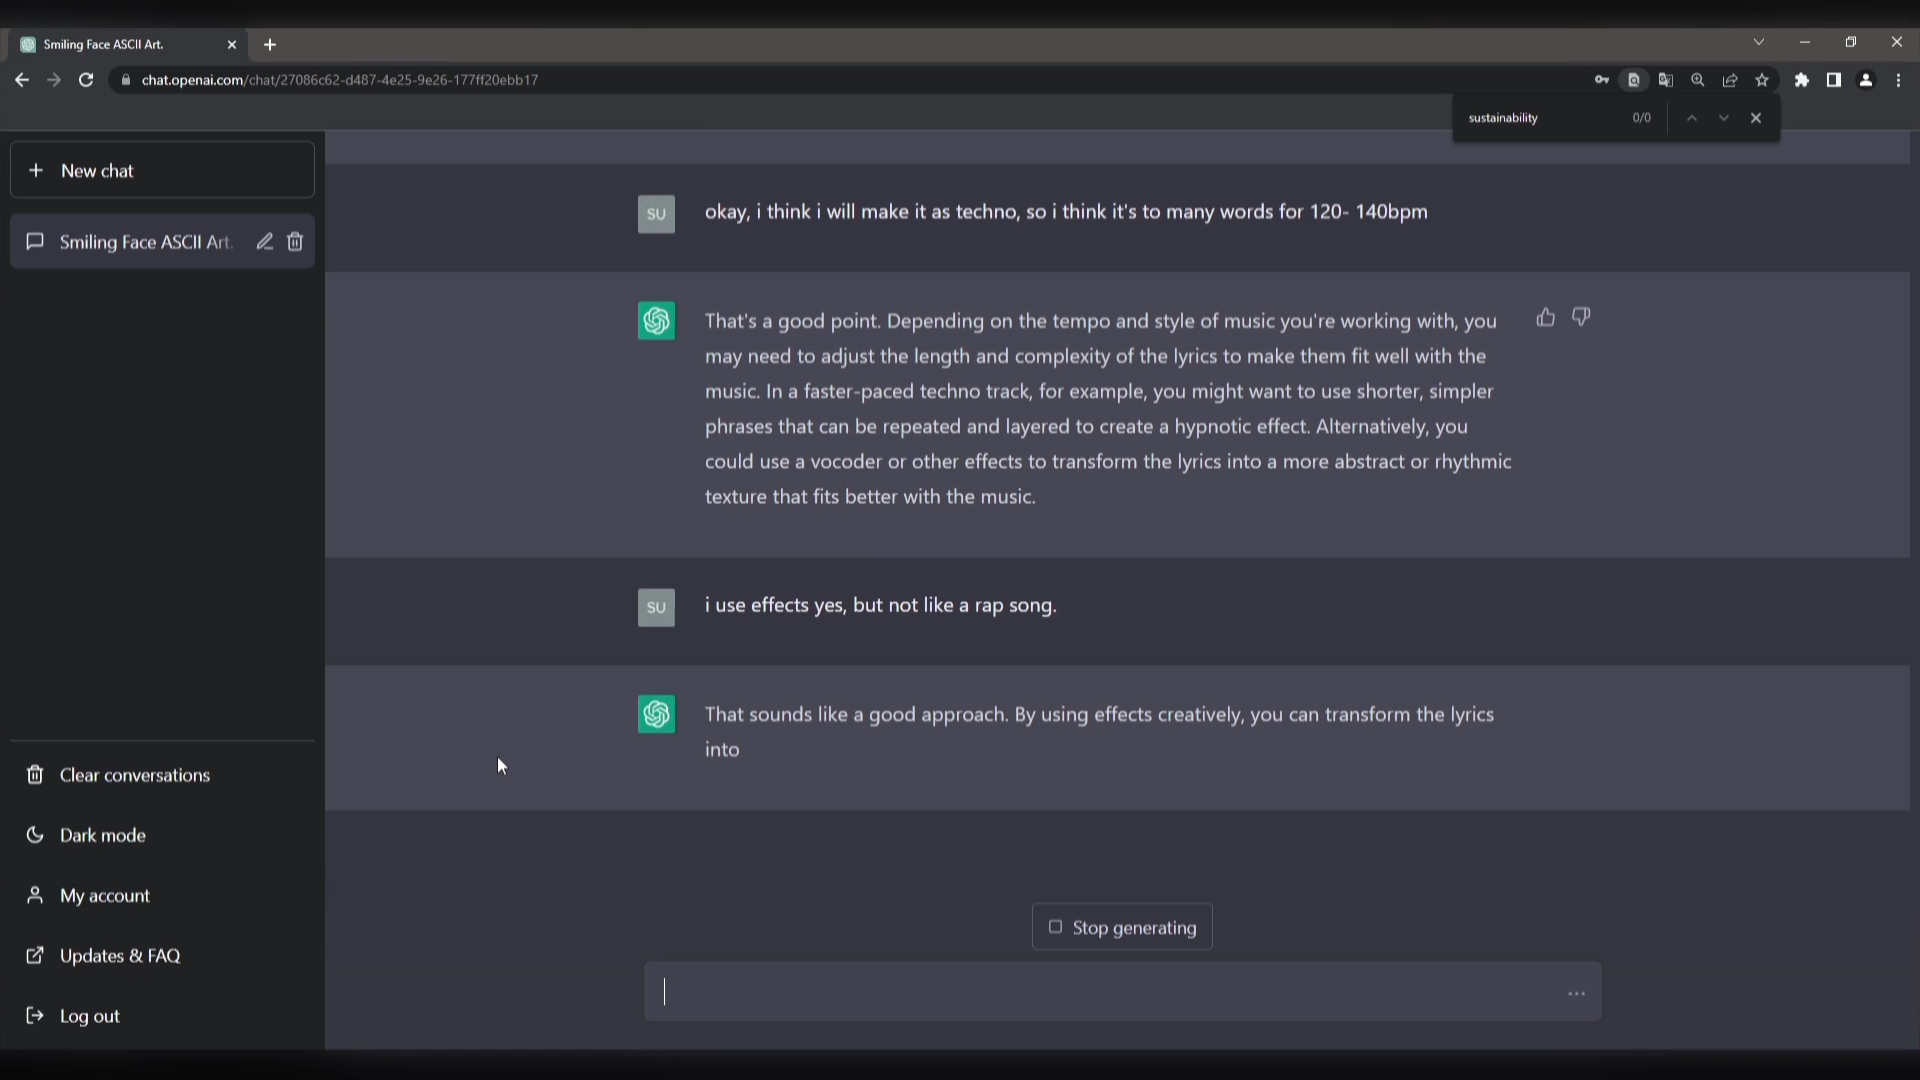 Smiling Face ASCII Art.
chat.openai.com/chat/27086c62-d487-4e25-9e26-177ff20ebb17
sustainability 0/0
New chat
Smiling Face ASCII Art.
SU okay, i think i will make it as techno, so i think it's to many words for 120- 140bpm
That's a good point. Depending on the tempo and style of music you're working with, you
may need to adjust the length and complexity of the lyrics to make them fit well with the
music. In a faster-paced techno track, for example, you might want to use shorter, simpler
phrases that can be repeated and layered to create a hypnotic effect. Alternatively, you
could use a vocoder or other effects to transform the lyrics into a more abstract or rhythmic
texture that fits better with the music.
SU i use effects yes, but not like a rap song.
That sounds like a good approach. By using effects creatively, you can transform the lyrics
into
Clear conversations
Dark mode
My account
Updates & FAQ
Log out
Stop generating